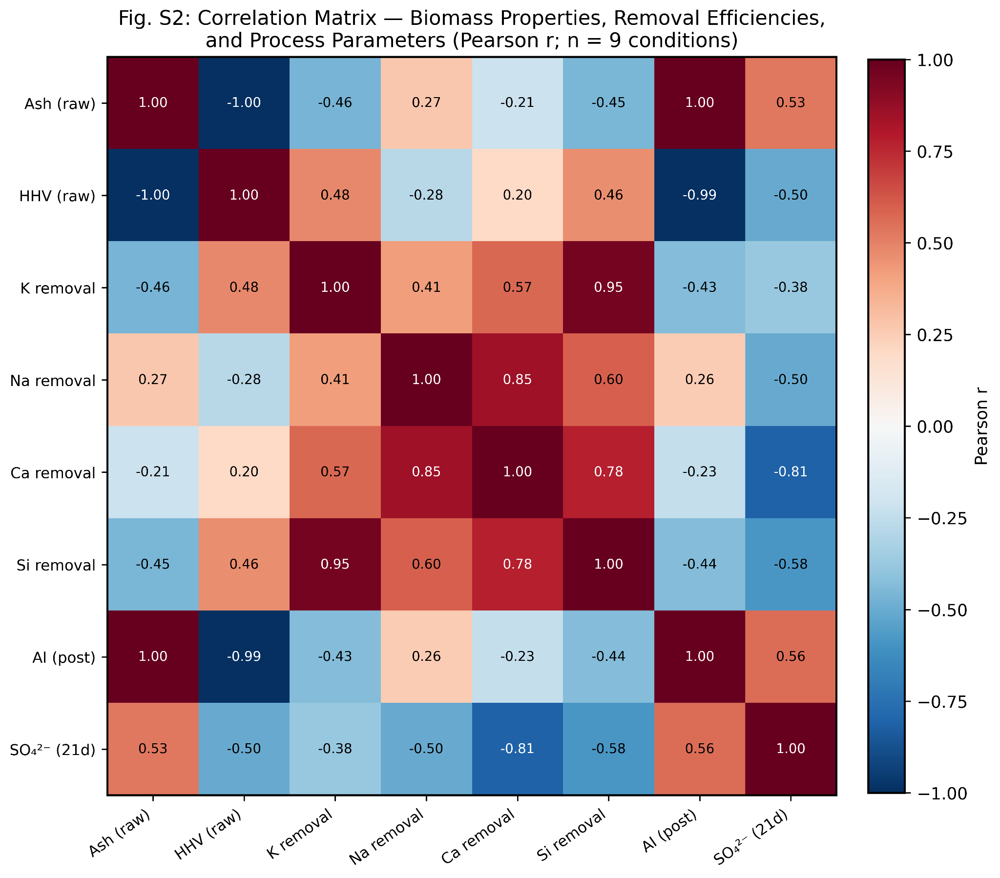 Fig. S2: Correlation Matrix — Biomass Properties, Removal Efficiencies,
and Process Parameters (Pearson r; n = 9 conditions)
Ash (raw) 1.00 -1.00 -0.46 0.27 -0.21 -0.45 1.00 0.53
HHV (raw) -1.00 1.00 0.48 -0.28 0.20 0.46 -0.99 -0.50
K removal -0.46 0.48 1.00 0.41 0.57 0.95 -0.43 -0.38
Na removal 0.27 -0.28 0.41 1.00 0.85 0.60 0.26 -0.50
Ca removal -0.21 0.20 0.57 0.85 1.00 0.78 -0.23 -0.81
Si removal -0.45 0.46 0.95 0.60 0.78 1.00 -0.44 -0.58
AI (post) 1.00 -0.99 -0.43 0.26 -0.23 -0.44 1.00 0.56
SO₄²⁻ (21d) 0.53 -0.50 -0.38 -0.50 -0.81 -0.58 0.56 1.00
Ash (raw) HHV (raw) K removal Na removal Ca removal Si removal AI (post) SO₄²⁻ (21d)
1.00
0.75
0.50
0.25
0.00
−0.25
−0.50
−0.75
−1.00
Pearson r